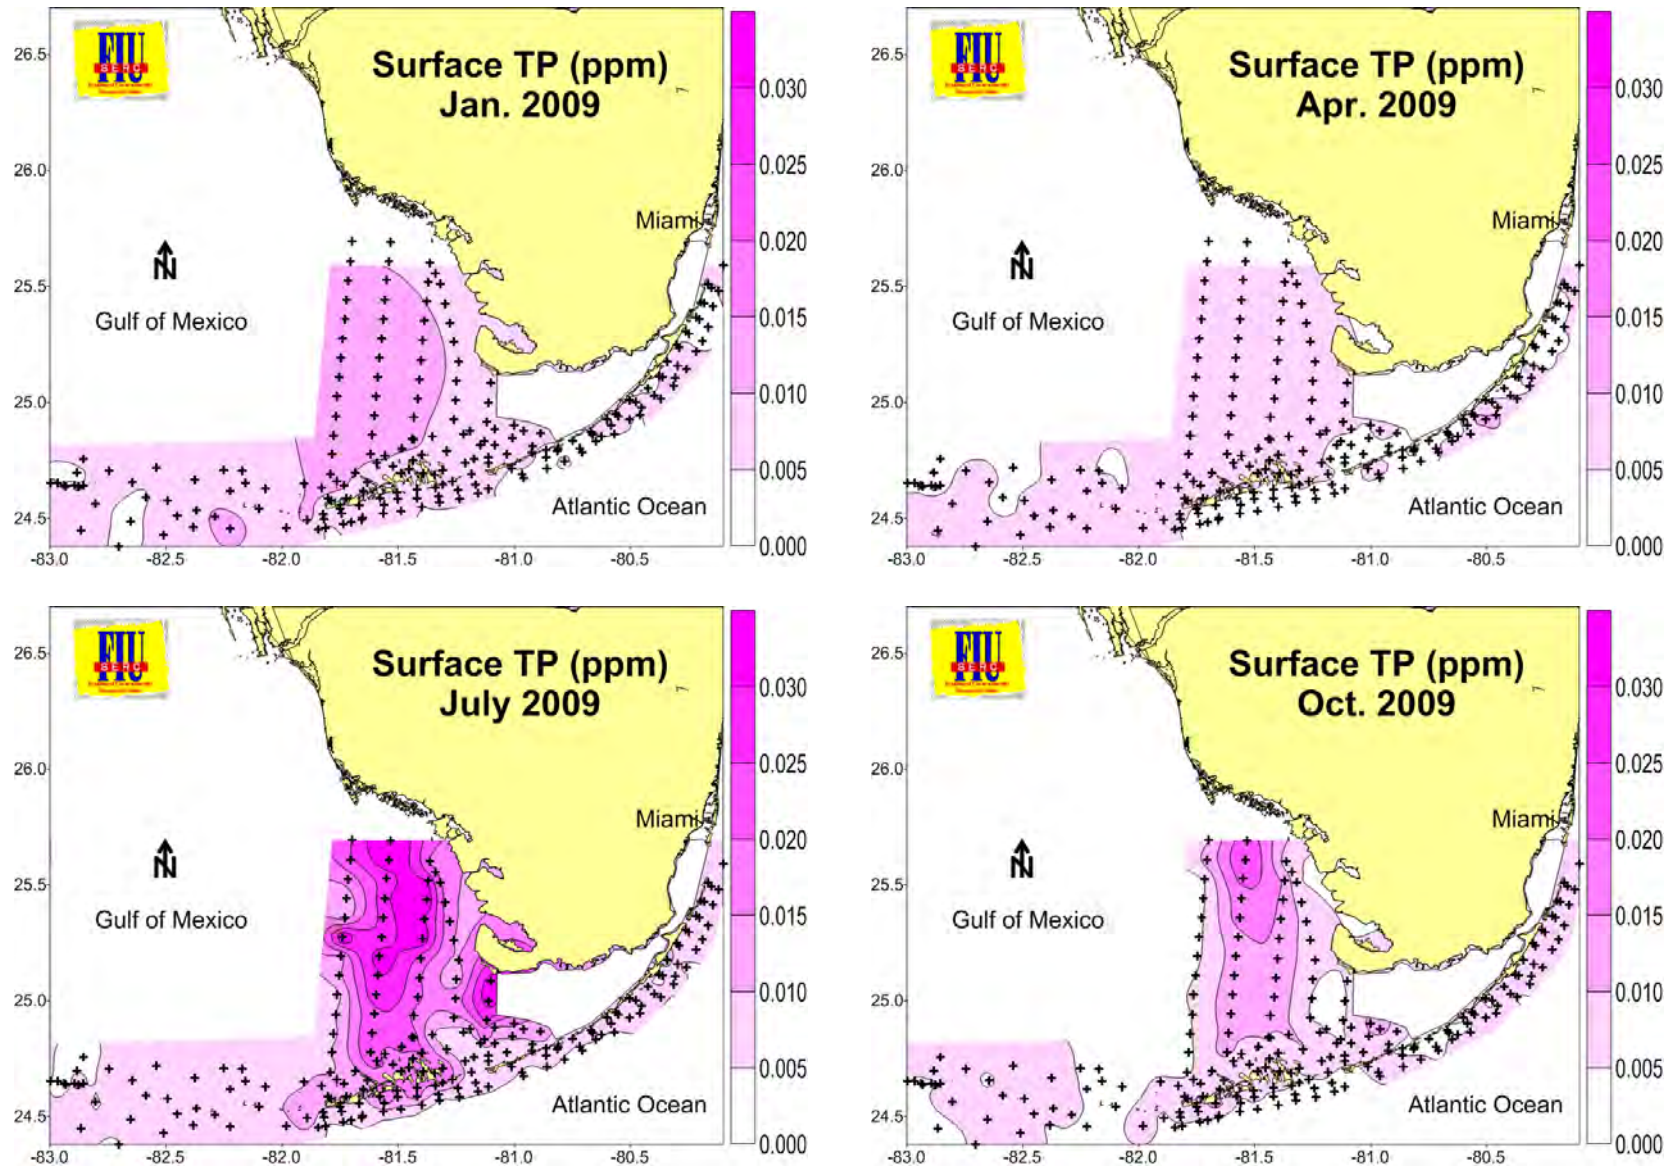 Surface TP (ppm)
Jan. 2009
FIU
SERC
Miami
N
Gulf of Mexico
Atlantic Ocean
26.5
26.0
25.5
25.0
24.5
-83.0
-82.5
-82.0
-81.5
-81.0
-80.5
0.030
0.025
0.020
0.015
0.010
0.005
0.000
Surface TP (ppm)
Apr. 2009
FIU
SERC
Miami
N
Gulf of Mexico
Atlantic Ocean
26.5
26.0
25.5
25.0
24.5
-83.0
-82.5
-82.0
-81.5
-81.0
-80.5
0.030
0.025
0.020
0.015
0.010
0.005
0.000
Surface TP (ppm)
July 2009
FIU
SERC
Miami
N
Gulf of Mexico
Atlantic Ocean
26.5
26.0
25.5
25.0
24.5
-83.0
-82.5
-82.0
-81.5
-81.0
-80.5
0.030
0.025
0.020
0.015
0.010
0.005
0.000
Surface TP (ppm)
Oct. 2009
FIU
SERC
Miami
N
Gulf of Mexico
Atlantic Ocean
26.5
26.0
25.5
25.0
24.5
-83.0
-82.5
-82.0
-81.5
-81.0
-80.5
0.030
0.025
0.020
0.015
0.010
0.005
0.000